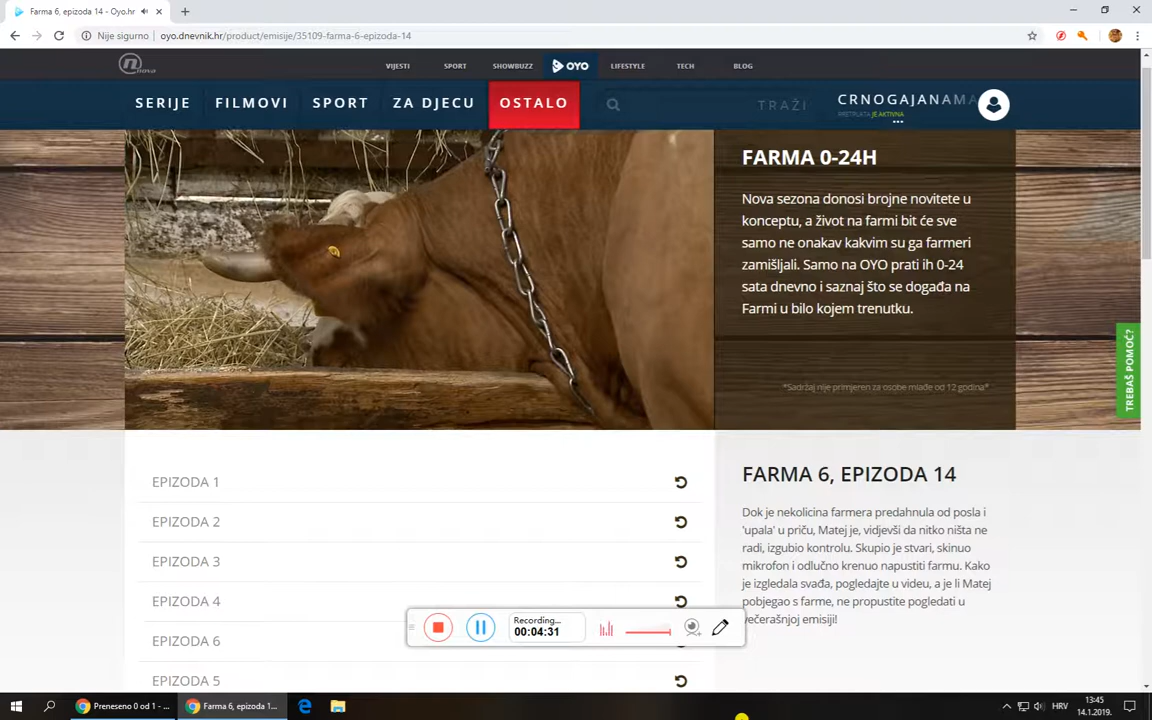 Farma 6, epizoda 14 - Oyo.hr
Nije sigurno
oyo.dnevnik.hr/product/emisije/35109-farma-6-epizoda-14
nova
VIJESTI SPORT SHOWBUZZ OYO LIFESTYLE TECH BLOG
SERIJE FILMOVI SPORT ZA DJECU OSTALO TRAŽI CRNOGAJANAMA
PRETPLATA JE AKTIVNA
FARMA 0-24H
Nova sezona donosi brojne novitete u
konceptu, a život na farmi bit će sve
samo ne onakav kakvim su ga farmeri
zamišljali. Samo na OYO prati ih 0-24
sata dnevno i saznaj što se događa na
Farmi u bilo kojem trenutku.
*Sadržaj nije primjeren za osobe mlađe od 12 godina*
TREBAŠ POMOĆ?
EPIZODA 1
EPIZODA 2
EPIZODA 3
EPIZODA 4
EPIZODA 6
EPIZODA 5
FARMA 6, EPIZODA 14
Dok je nekolicina farmera predahnula od posla i
'upala' u priču, Matej je, vidjevši da nitko ništa ne
radi, izgubio kontrolu. Skupio je stvari, skinuo
mikrofon i odlučno krenuo napustiti farmu. Kako
je izgledala svađa, pogledajte u videu, a je li Matej
pobjegao s farme, ne propustite pogledati u
večerašnjoj emisiji!
Recording...
00:04:31
Preneseno 0 od 1 - ...
Farma 6, epizoda 1...
HRV
13:45
14.1.2019.